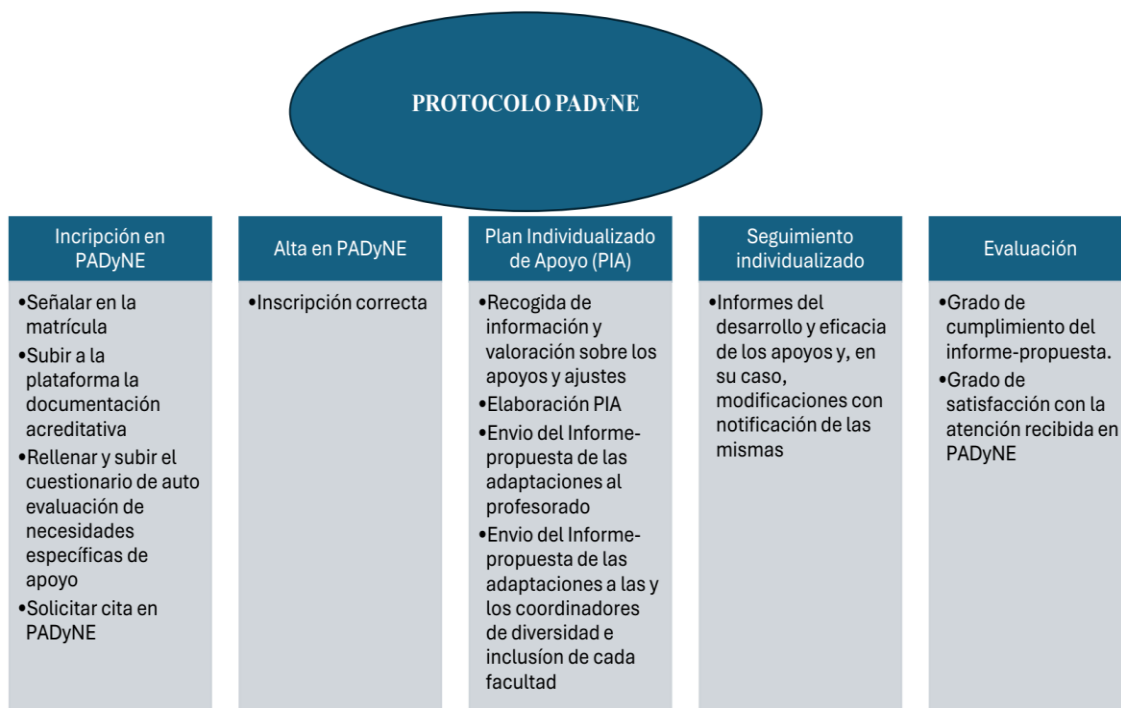 PROTOCOLO PADYNE
Incripción en
PADyNE
•Señalar en la
matrícula
•Subir a la
plataforma la
documentación
acreditativa
•Rellenar y subir el
cuestionario de auto
evaluación de
necesidades
específicas de
apoyo
•Solicitar cita en
PADyNE
Alta en PADyNE
•Inscripción correcta
Plan Individualizado
de Apoyo (PIA)
•Recogida de
información y
valoración sobre los
apoyos y ajustes
•Elaboración PIA
•Envio del Informe-
propuesta de las
adaptaciones al
profesorado
•Envio del Informe-
propuesta de las
adaptaciones a las y
los coordinadores
de diversidad e
inclusíon de cada
facultad
Seguimiento
individualizado
•Informes del
desarrollo y eficacia
de los apoyos y, en
su caso,
modificaciones con
notificación de las
mismas
Evaluación
•Grado de
cumplimiento del
informe-propuesta.
•Grado de
satisfacción con la
atención recibida en
PADyNE